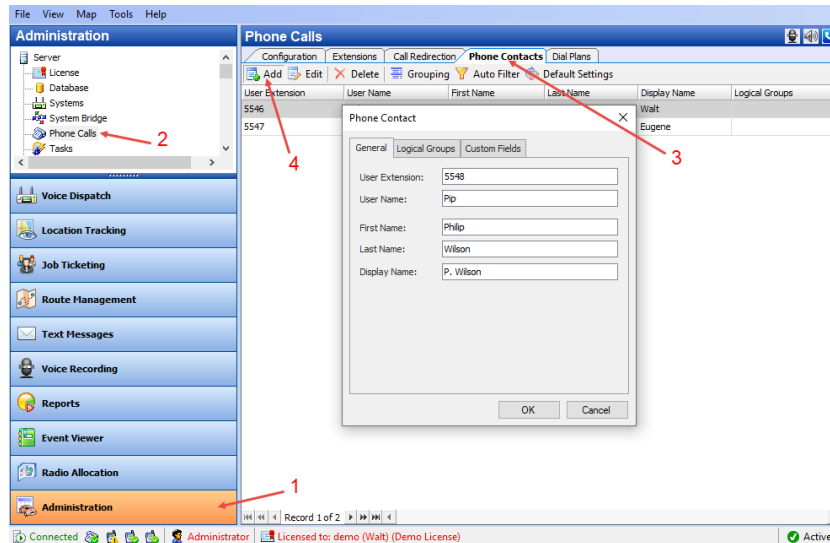 File View Map Tools Help
Administration
Phone Calls
Server
License
Database
Systems
System Bridge
Phone Calls
Tasks
2
Configuration Extensions Call Redirection Phone Contacts Dial Plans
Add Edit Delete Grouping Auto Filter Default Settings
User Extension User Name First Name Last Name Display Name Logical Groups
5546 Walt
5547 Eugene
4
3
Phone Contact
General Logical Groups Custom Fields
User Extension: 5548
User Name: Pip
First Name: Philip
Last Name: Wilson
Display Name: P. Wilson
OK Cancel
Voice Dispatch
Location Tracking
Job Ticketing
Route Management
Text Messages
Voice Recording
Reports
Event Viewer
Radio Allocation
Administration
1
Record 1 of 2
Connected Administrator Licensed to: demo (Walt) (Demo License) Active